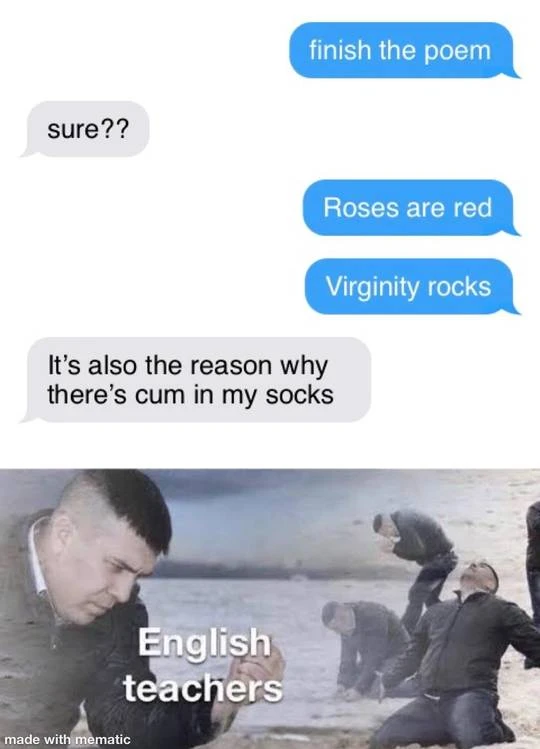 finish the poem
sure??
Roses are red
Virginity rocks
It's also the reason why
there's cum in my socks
English
teachers
made with mematic